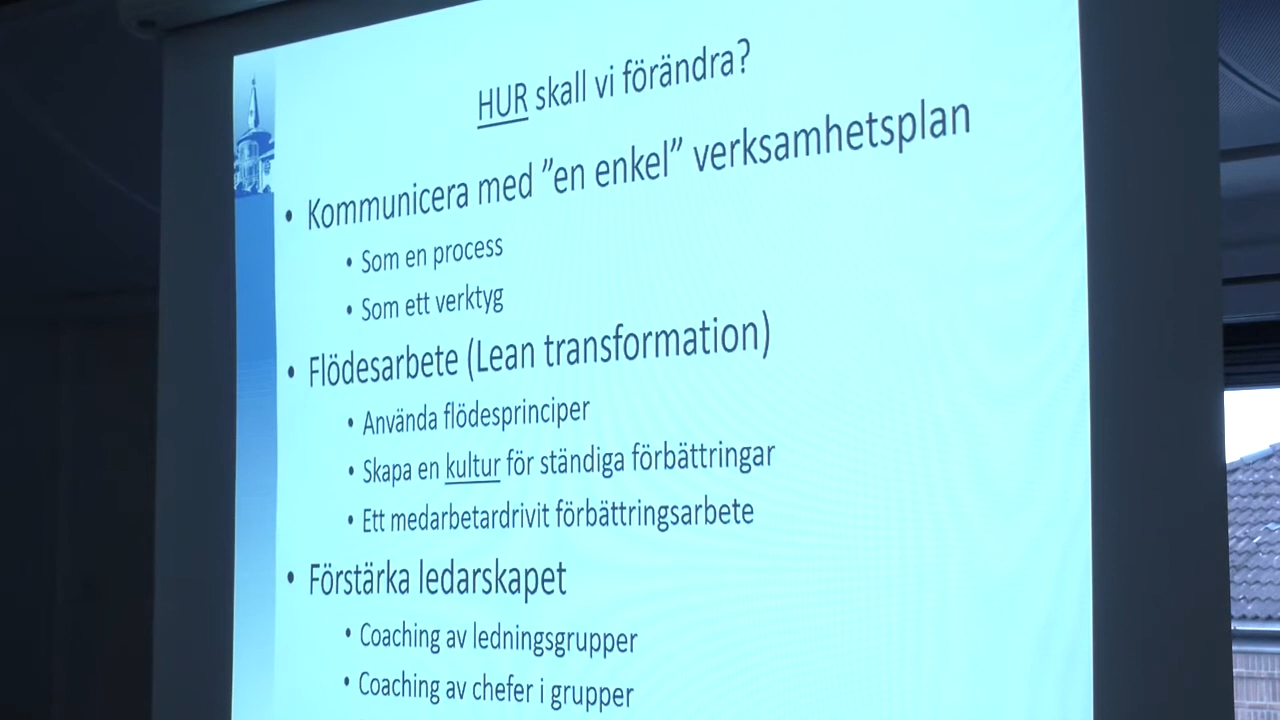 HUR skall vi förändra?
• Kommunicera med ”en enkel” verksamhetsplan
• Som en process
• Som ett verktyg
• Flödesarbete (Lean transformation)
• Använda flödesprinciper
• Skapa en kultur för ständiga förbättringar
• Ett medarbetardrivit förbättringsarbete
• Förstärka ledarskapet
• Coaching av ledningsgrupper
• Coaching av chefer i grupper